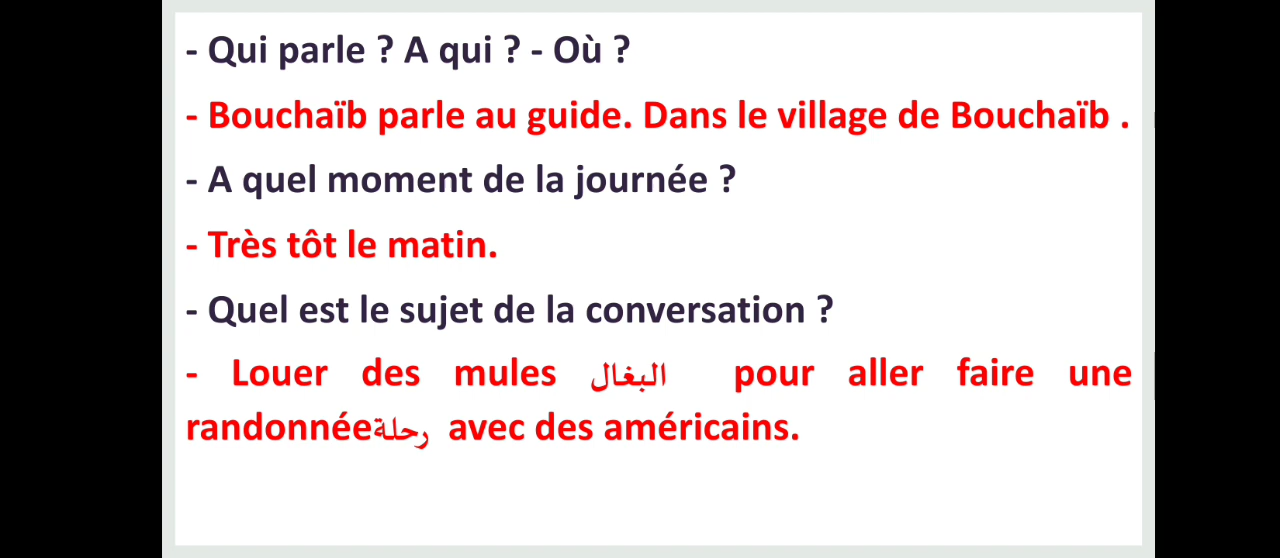 - Qui parle ? A qui ? - Où ?
- Bouchaïb parle au guide. Dans le village de Bouchaïb .
- A quel moment de la journée ?
- Très tôt le matin.
- Quel est le sujet de la conversation ?
- Louer des mules البغال pour aller faire une
randonnéeرحلة avec des américains.